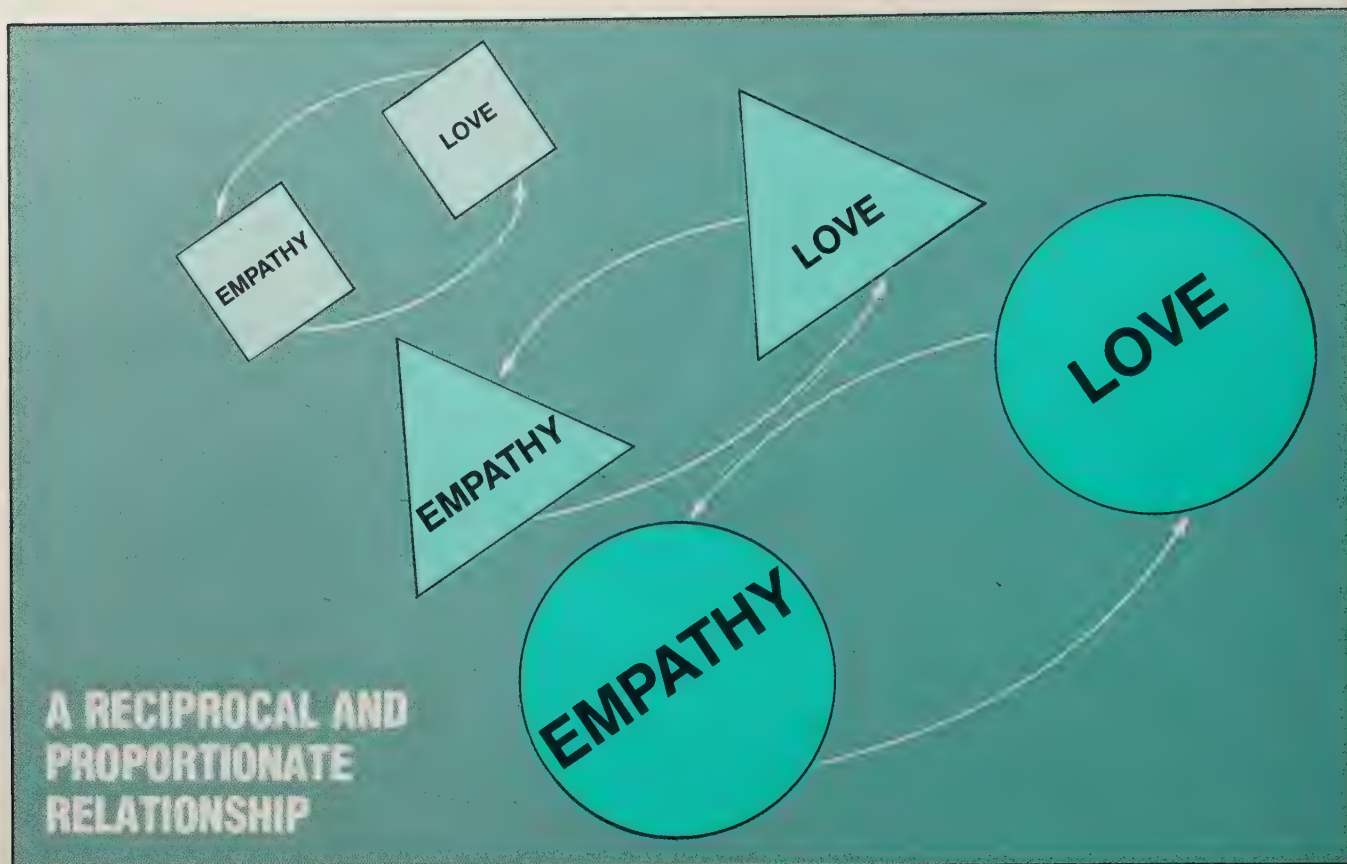 LOVE
EMPATHY
LOVE
EMPATHY
LOVE
EMPATHY
A RECIPROCAL AND
PROPORTIONATE
RELATIONSHIP